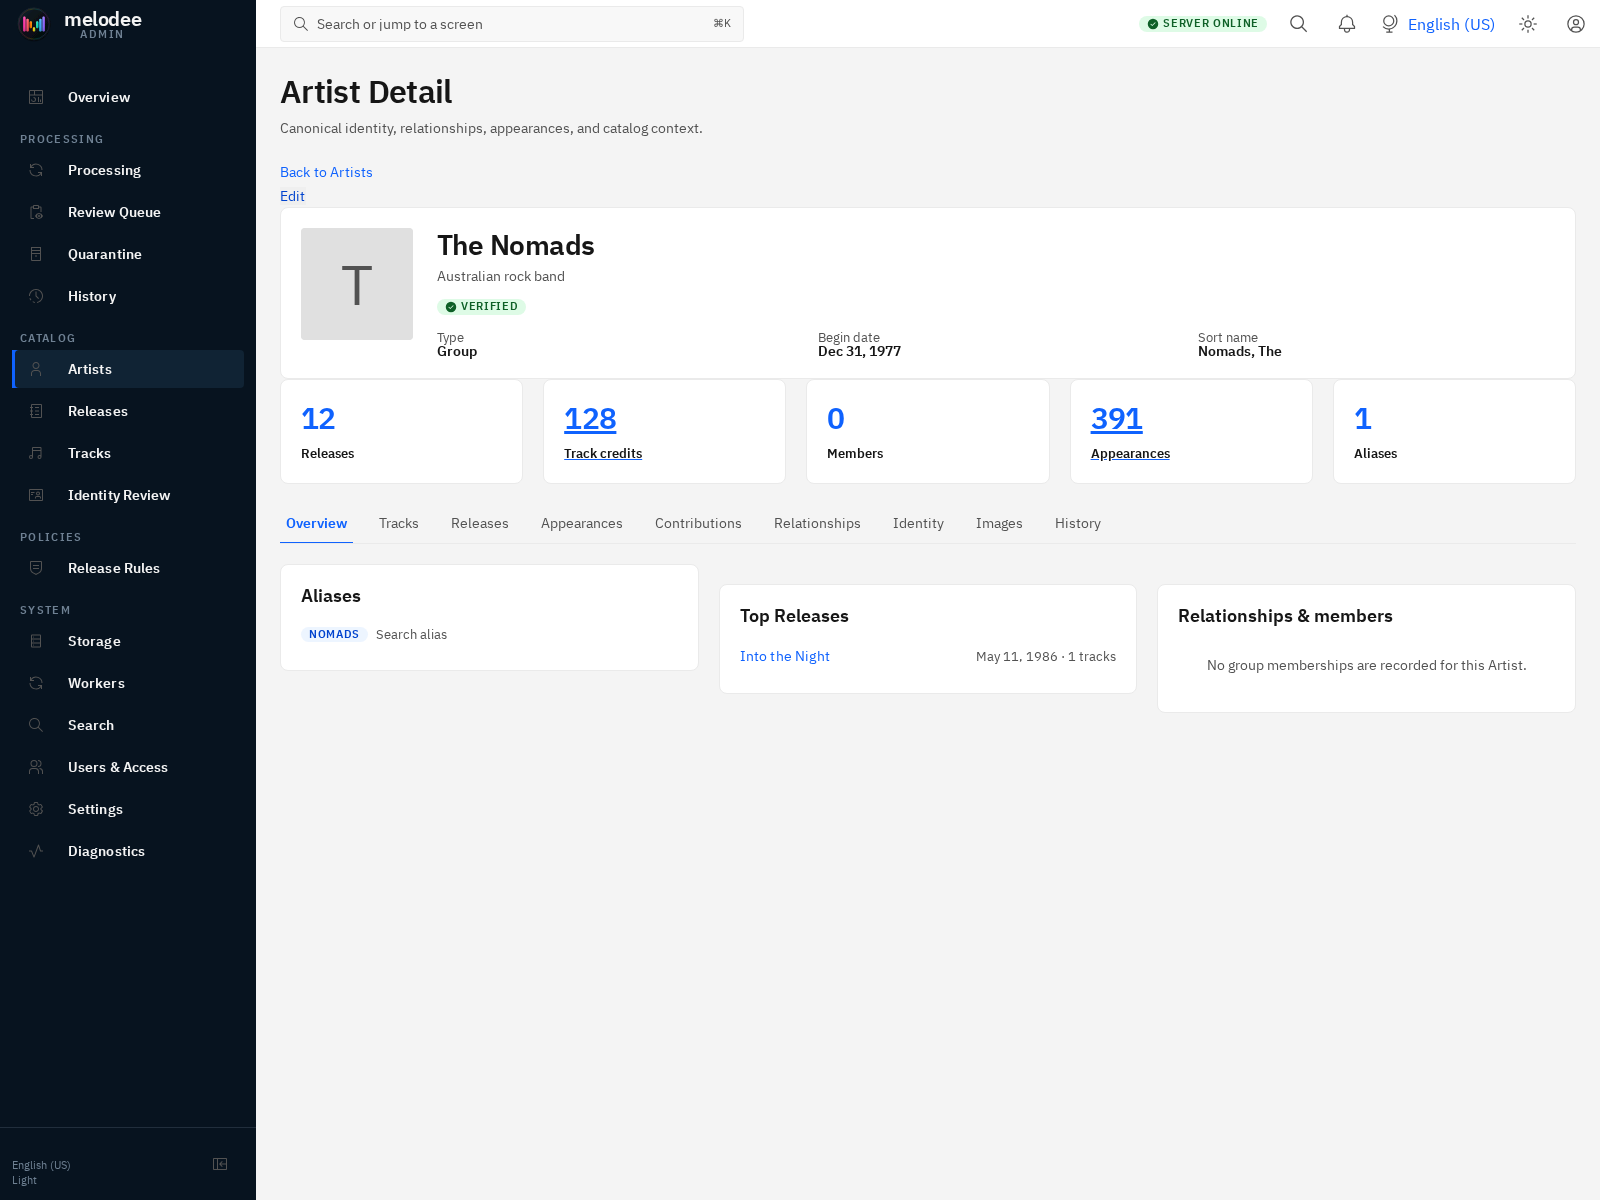 melodee
ADMIN
Search or jump to a screen
⌘K
SERVER ONLINE
English (US)
Overview
PROCESSING
Processing
Review Queue
Quarantine
History
CATALOG
Artists
Releases
Tracks
Identity Review
POLICIES
Release Rules
SYSTEM
Storage
Workers
Search
Users & Access
Settings
Diagnostics
English (US)
Light
Artist Detail
Canonical identity, relationships, appearances, and catalog context.
Back to Artists
Edit
T
The Nomads
Australian rock band
VERIFIED
Type
Group
Begin date
Dec 31, 1977
Sort name
Nomads, The
12
Releases
128
Track credits
0
Members
391
Appearances
1
Aliases
Overview Tracks Releases Appearances Contributions Relationships Identity Images History
Aliases
NOMADS Search alias
Top Releases
Into the Night May 11, 1986 · 1 tracks
Relationships & members
No group memberships are recorded for this Artist.